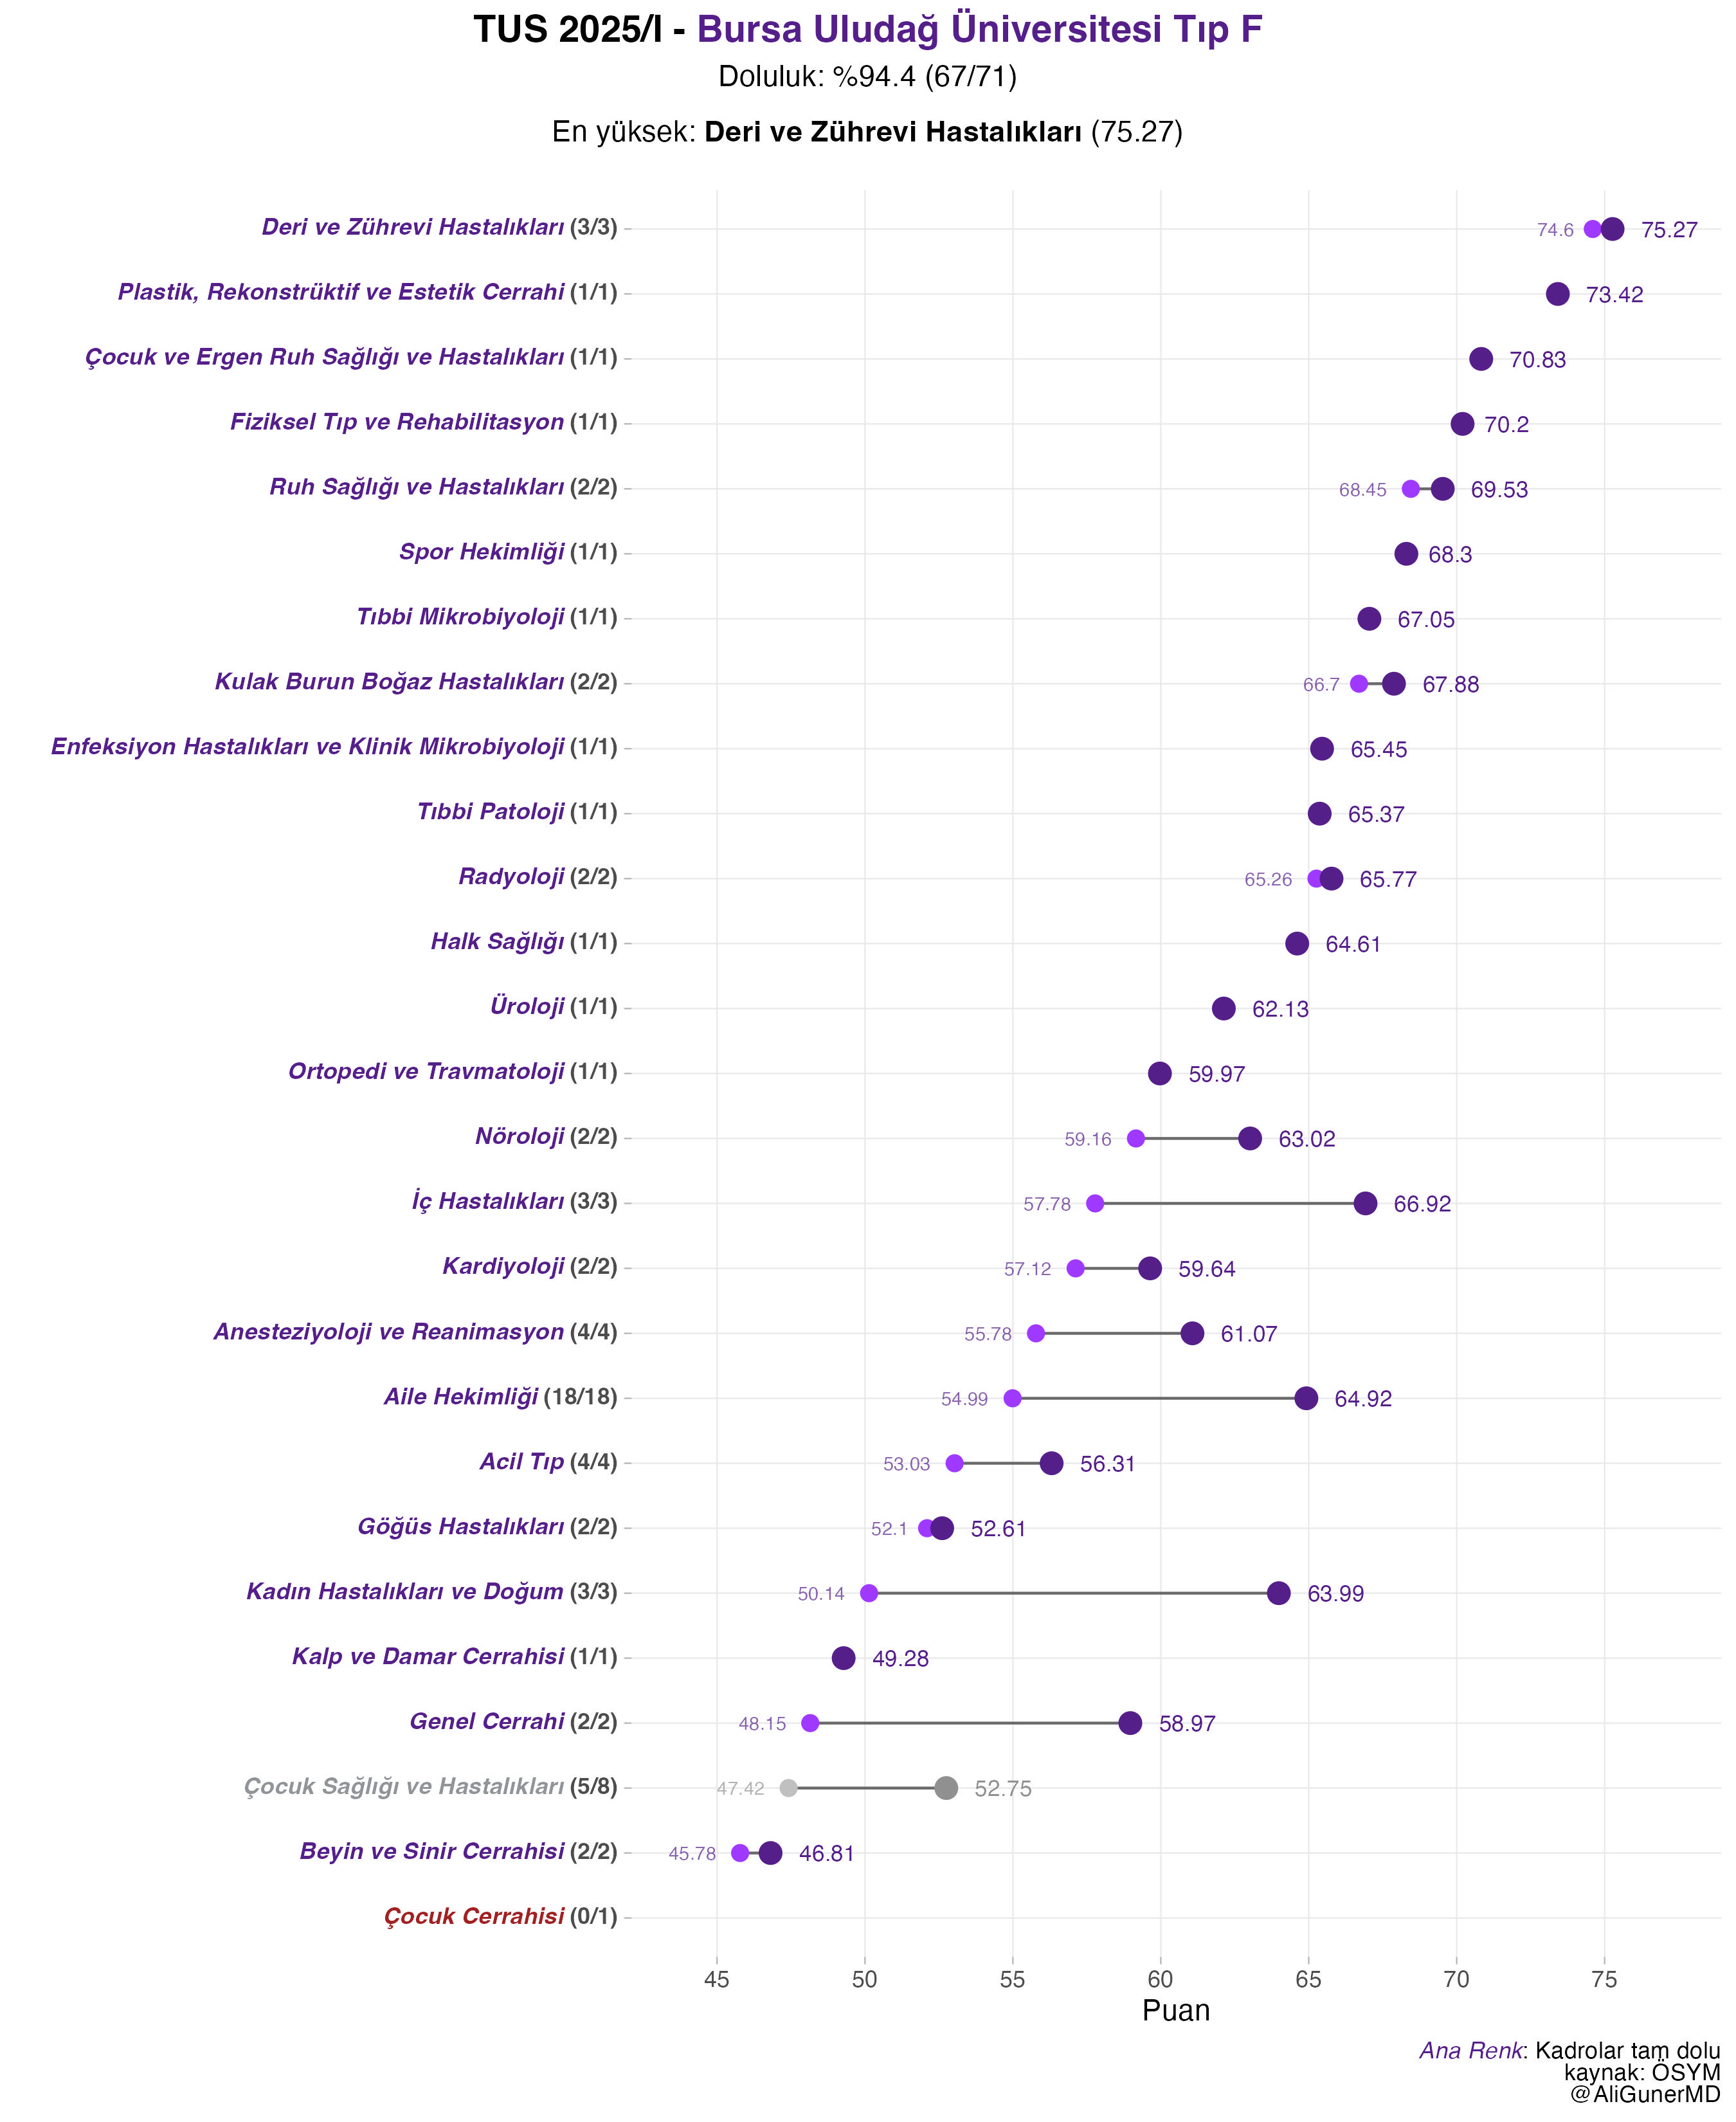 TUS 2025/I - Bursa Uludağ Üniversitesi Tıp F
Doluluk: %94.4 (67/71)
En yüksek: Deri ve Zührevi Hastalıkları (75.27)
Deri ve Zührevi Hastalıkları (3/3) 74.6 75.27
Plastik, Rekonstrüktif ve Estetik Cerrahi (1/1) 73.42
Çocuk ve Ergen Ruh Sağlığı ve Hastalıkları (1/1) 70.83
Fiziksel Tıp ve Rehabilitasyon (1/1) 70.2
Ruh Sağlığı ve Hastalıkları (2/2) 68.45 69.53
Spor Hekimliği (1/1) 68.3
Tıbbi Mikrobiyoloji (1/1) 67.05
Kulak Burun Boğaz Hastalıkları (2/2) 66.7 67.88
Enfeksiyon Hastalıkları ve Klinik Mikrobiyoloji (1/1) 65.45
Tıbbi Patoloji (1/1) 65.37
Radyoloji (2/2) 65.26 65.77
Halk Sağlığı (1/1) 64.61
Üroloji (1/1) 62.13
Ortopedi ve Travmatoloji (1/1) 59.97
Nöroloji (2/2) 59.16 63.02
İç Hastalıkları (3/3) 57.78 66.92
Kardiyoloji (2/2) 57.12 59.64
Anesteziyoloji ve Reanimasyon (4/4) 55.78 61.07
Aile Hekimliği (18/18) 54.99 64.92
Acil Tıp (4/4) 53.03 56.31
Göğüs Hastalıkları (2/2) 52.1 52.61
Kadın Hastalıkları ve Doğum (3/3) 50.14 63.99
Kalp ve Damar Cerrahisi (1/1) 49.28
Genel Cerrahi (2/2) 48.15 58.97
Çocuk Sağlığı ve Hastalıkları (5/8) 47.42 52.75
Beyin ve Sinir Cerrahisi (2/2) 45.78 46.81
Çocuk Cerrahisi (0/1)
45 50 55 60 65 70 75
Puan
Ana Renk: Kadrolar tam dolu
kaynak: ÖSYM
@AliGunerMD